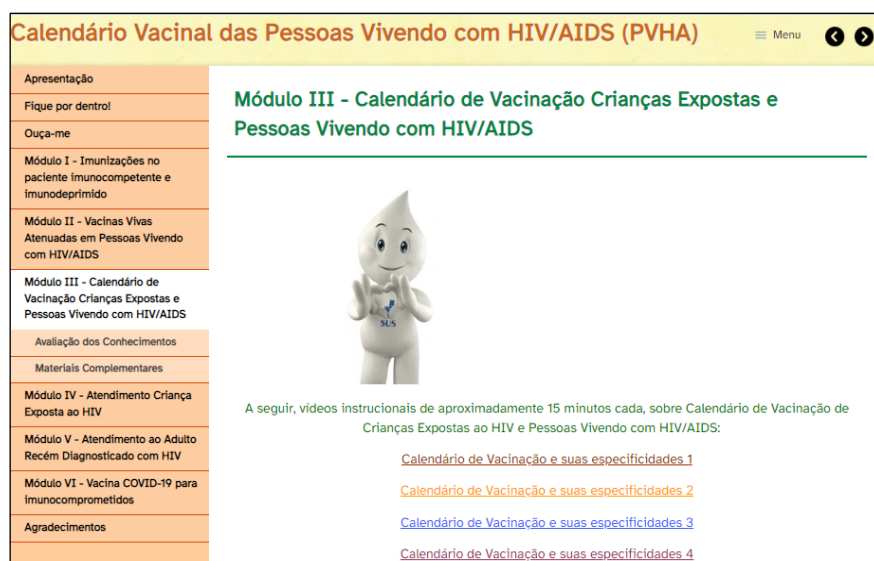 Calendário Vacinal das Pessoas Vivendo com HIV/AIDS (PVHA)
Menu
Apresentação
Fique por dentro!
Ouça-me
Módulo I - Imunizações no
paciente imunocompetente e
imunodeprimido
Módulo II - Vacinas Vivas
Atenuadas em Pessoas Vivendo
com HIV/AIDS
Módulo III - Calendário de
Vacinação Crianças Expostas e
Pessoas Vivendo com HIV/AIDS
Avaliação dos Conhecimentos
Materiais Complementares
Módulo IV - Atendimento Criança
Exposta ao HIV
Módulo V - Atendimento ao Adulto
Recém Diagnosticado com HIV
Módulo VI - Vacina COVID-19 para
imunocomprometidos
Agradecimentos
Módulo III - Calendário de Vacinação Crianças Expostas e
Pessoas Vivendo com HIV/AIDS
SUS
A seguir, vídeos instrucionais de aproximadamente 15 minutos cada, sobre Calendário de Vacinação de
Crianças Expostas ao HIV e Pessoas Vivendo com HIV/AIDS:
Calendário de Vacinação e suas especificidades 1
Calendário de Vacinação e suas especificidades 2
Calendário de Vacinação e suas especificidades 3
Calendário de Vacinação e suas especificidades 4